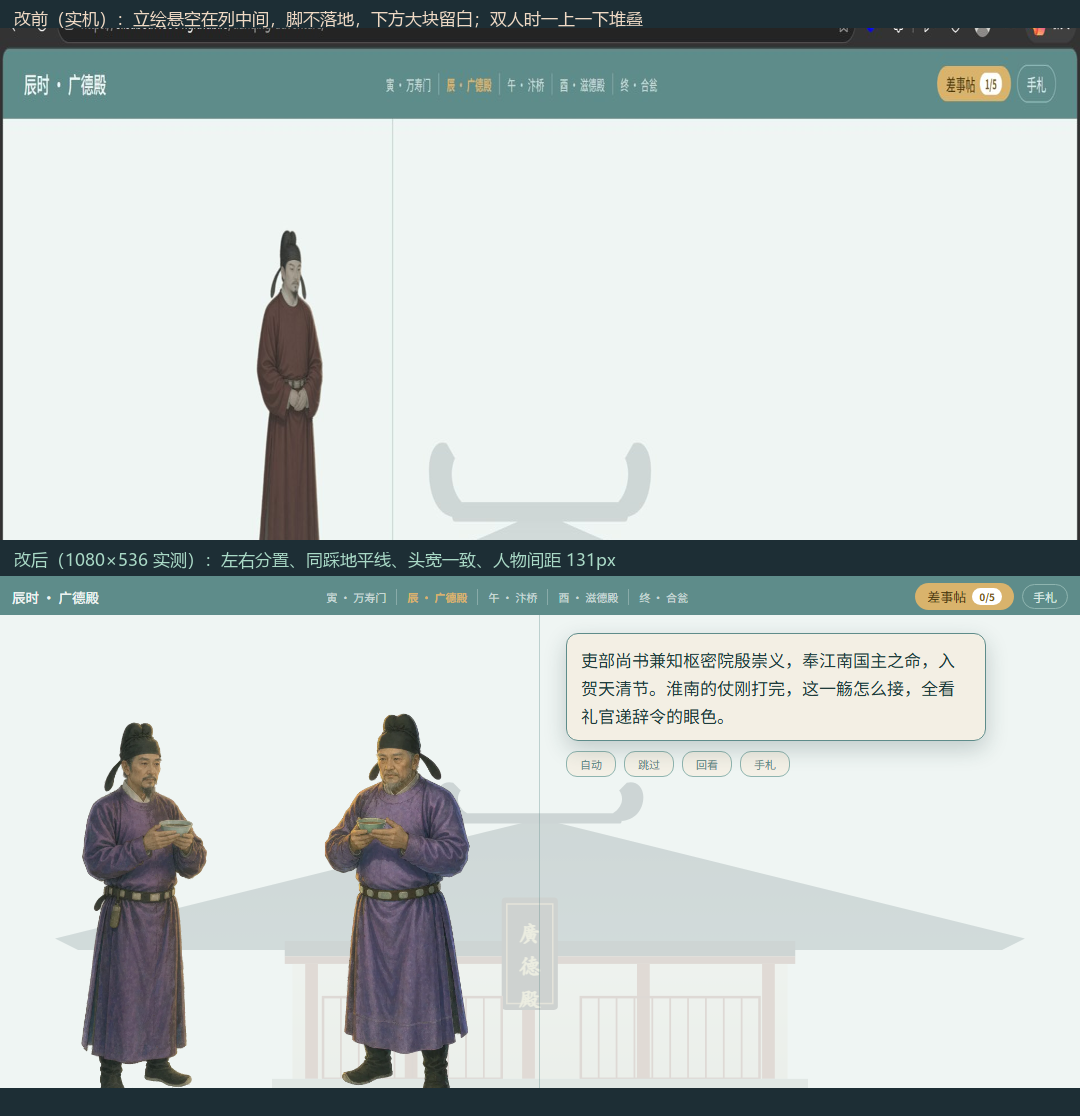 改前（实机）：立绘悬空在列中间，脚不落地，下方大块留白；双人时一上一下堆叠
辰时 · 广德殿
寅 · 万寿门
辰 · 广德殿
午 · 汴桥
酉 · 滋德殿
终 · 合瓮
差事帖 1/5
手札
改后（1080×536 实测）：左右分置、同踩地平线、头宽一致、人物间距 131px
辰时 · 广德殿
寅 · 万寿门
辰 · 广德殿
午 · 汴桥
酉 · 滋德殿
终 · 合瓮
差事帖 0/5
手札
吏部尚书兼知枢密院殷崇义，奉江南国主之命，入
贺天清节。淮南的仗刚打完，这一觞怎么接，全看
礼官递辞令的眼色。
自动
跳过
回看
手札
廣
德
殿